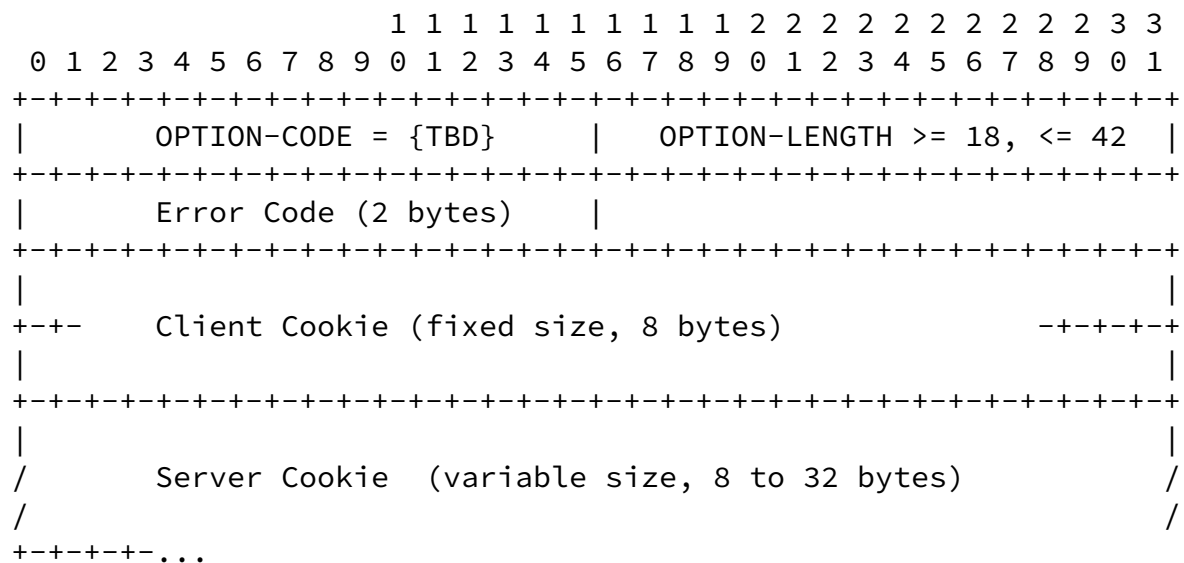 1 1 1 1 1 1 1 1 1 1 2 2 2 2 2 2 2 2 2 2 3 3
 0 1 2 3 4 5 6 7 8 9 0 1 2 3 4 5 6 7 8 9 0 1 2 3 4 5 6 7 8 9 0 1
+-+-+-+-+-+-+-+-+-+-+-+-+-+-+-+-+-+-+-+-+-+-+-+-+-+-+-+-+-+-+-+-+
|       OPTION-CODE = {TBD}     |   OPTION-LENGTH >= 18, <= 42  |
+-+-+-+-+-+-+-+-+-+-+-+-+-+-+-+-+-+-+-+-+-+-+-+-+-+-+-+-+-+-+-+-+
|       Error Code (2 bytes)    |
+-+-+-+-+-+-+-+-+-+-+-+-+-+-+-+-+-+-+-+-+-+-+-+-+-+-+-+-+-+-+-+-+
|                                                               |
+-+-    Client Cookie (fixed size, 8 bytes)              -+-+-+-+
|                                                               |
+-+-+-+-+-+-+-+-+-+-+-+-+-+-+-+-+-+-+-+-+-+-+-+-+-+-+-+-+-+-+-+-+
|                                                               |
/       Server Cookie  (variable size, 8 to 32 bytes)           /
/                                                               /
+-+-+-+-...